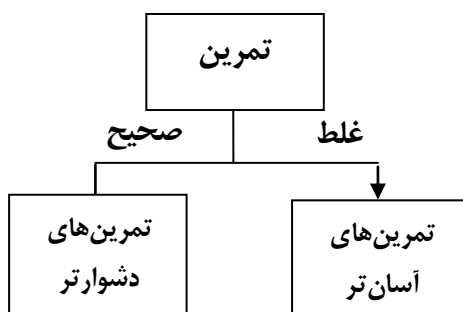 تمرین
غلط
صحیح
تمرین‌های
آسان‌تر
تمرین‌های
دشوارتر